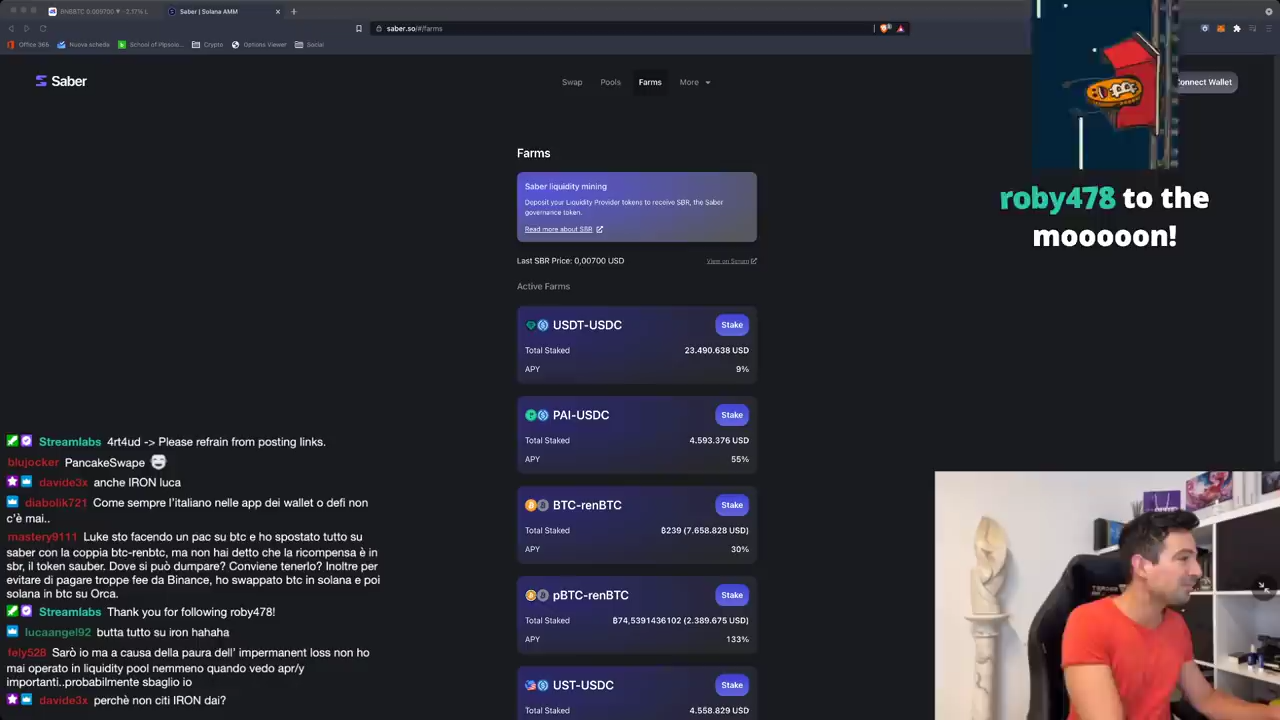 BNBBTC 0.009700 ▼ −2.17% L
Saber | Solana AMM
saber.so/#/farms
Office 365
Nuova scheda
School of Pipsolo...
Crypto
Options Viewer
Social
Saber
Swap
Pools
Farms
More
Connect Wallet
Farms
Saber liquidity mining
Deposit your Liquidity Provider tokens to receive SBR, the Saber
governance token.
Read more about SBR
Last SBR Price: 0,00700 USD
View on Serum
Active Farms
USDT-USDC
Stake
Total Staked
23.490.638 USD
APY
9%
PAI-USDC
Stake
Total Staked
4.593.376 USD
APY
55%
BTC-renBTC
Stake
Total Staked
₿239 (7.658.828 USD)
APY
30%
pBTC-renBTC
Stake
Total Staked
₿74,5391436102 (2.389.675 USD)
APY
133%
UST-USDC
Stake
Total Staked
4.558.829 USD
roby478 to the
mooooon!
Streamlabs 4rt4ud -> Please refrain from posting links.
blujocker PancakeSwape
davide3x anche IRON luca
diabolik721 Come sempre l'italiano nelle app dei wallet o defi non
c'è mai..
mastery9111 Luke sto facendo un pac su btc e ho spostato tutto su
saber con la coppia btc-renbtc, ma non hai detto che la ricompensa è in
sbr, il token sauber. Dove si può dumpare? Conviene tenerlo? Inoltre per
evitare di pagare troppe fee da Binance, ho swappato btc in solana e poi
solana in btc su Orca.
Streamlabs Thank you for following roby478!
lucaangel92 butta tutto su iron hahaha
fely528 Sarò io ma a causa della paura dell' impermanent loss non ho
mai operato in liquidity pool nemmeno quando vedo apr/y
importanti..probabilmente sbaglio io
davide3x perchè non citi IRON dai?